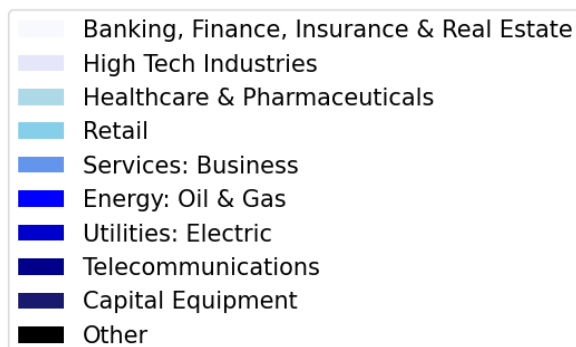 Banking, Finance, Insurance & Real Estate
High Tech Industries
Healthcare & Pharmaceuticals
Retail
Services: Business
Energy: Oil & Gas
Utilities: Electric
Telecommunications
Capital Equipment
Other